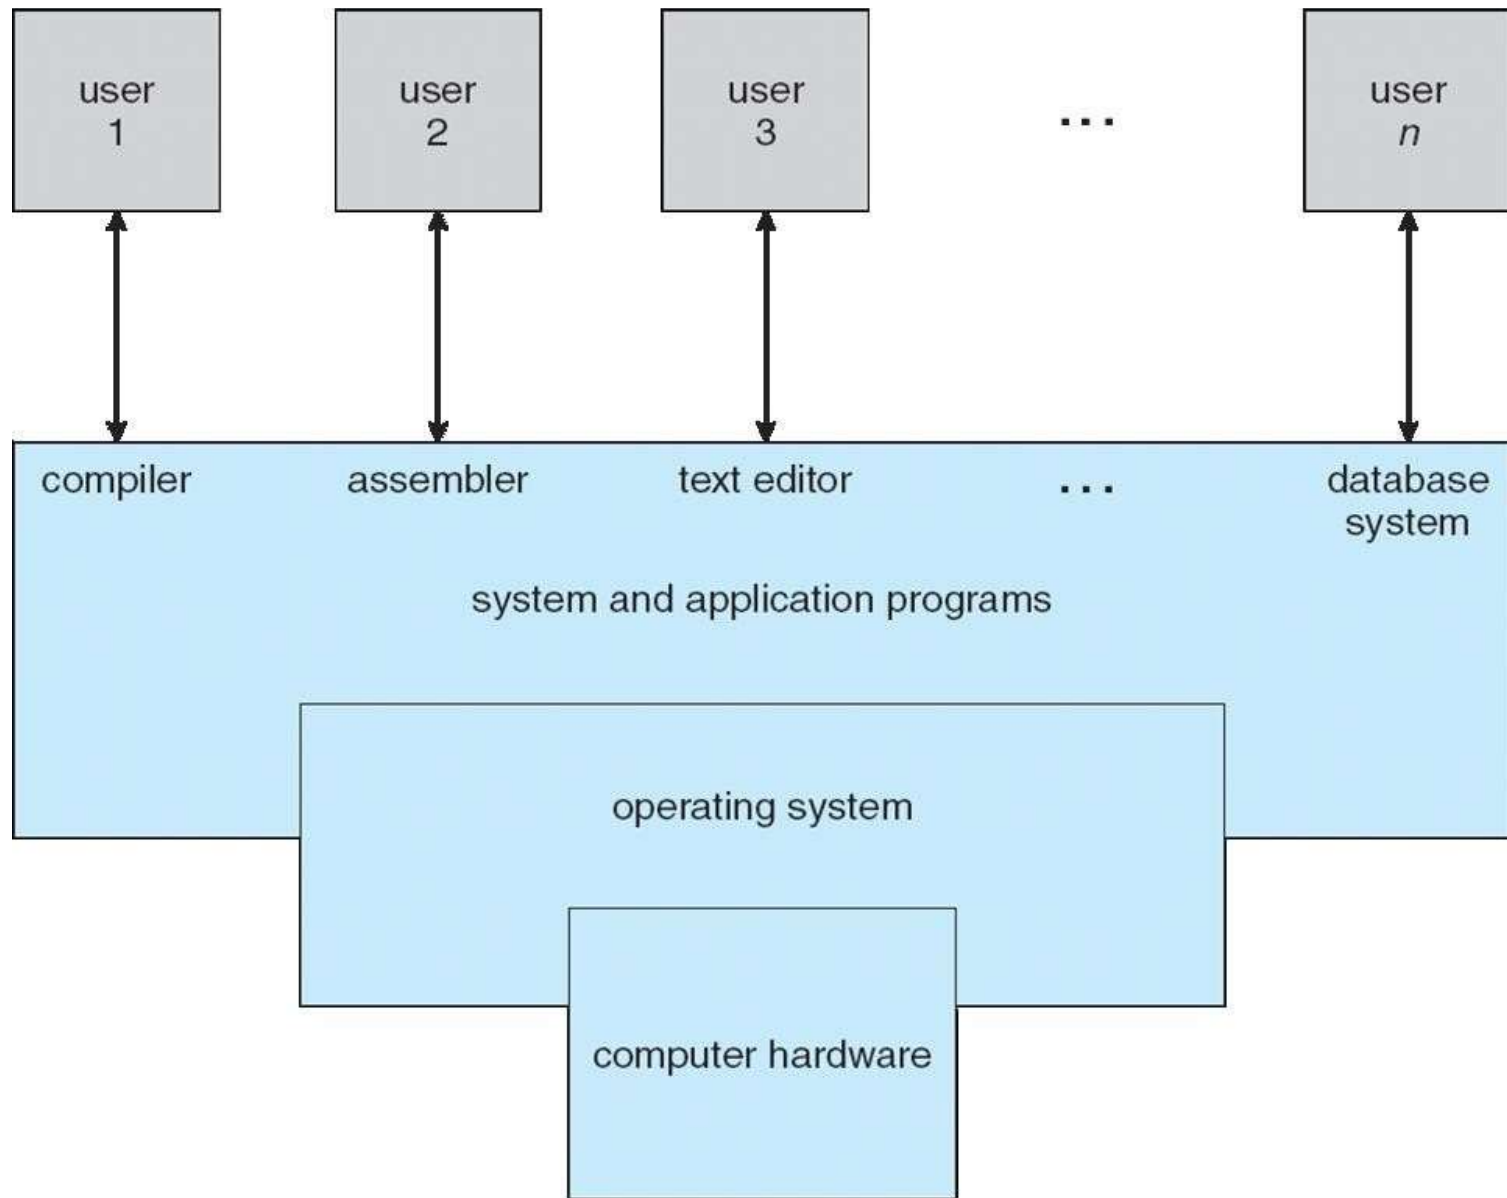 user
1
user
2
user
3
...
user
n
compiler
assembler
text editor
...
database
system
system and application programs
operating system
computer hardware